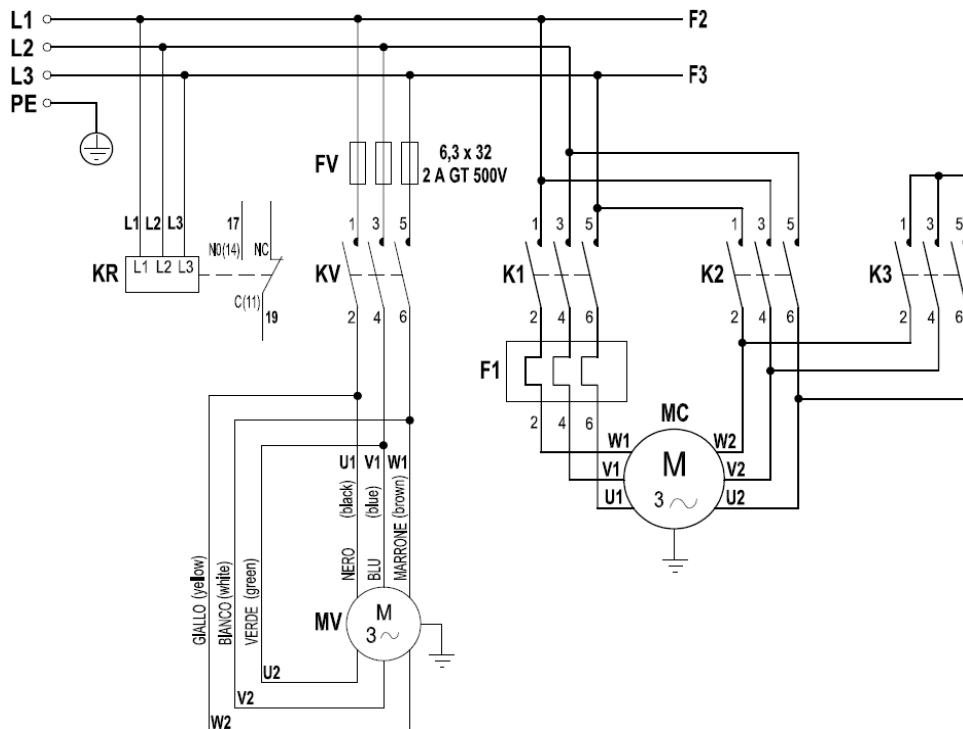 L1
F2
L2
L3
F3
PE
FV
6,3 x 32
2 A GT 500V
L1 L2 L3
17
N0(14) NC
1 3 5
1 3 5
1 3 5
1 3 5
KR
L1 L2 L3
KV
K1
K2
K3
C(11)
19
2 4 6
2 4 6
2 4 6
2 4 6
F1
2 4 6
MC
W1
W2
M
V1
V2
3
U1
U2
U1 V1 W1
(black)
(blue)
(brown)
NERO
BLU
MARRONE
GIALLO (yellow)
BIANCO (white)
VERDE (green)
MV
M
3
U2
V2
W2